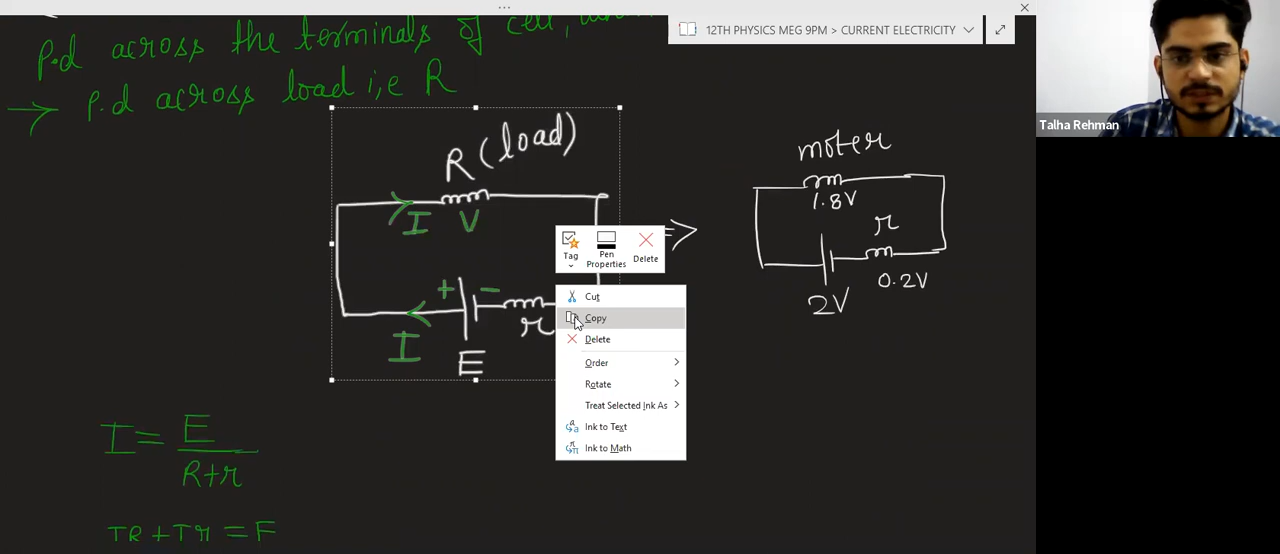 12TH PHYSICS MEG 9PM > CURRENT ELECTRICITY
P.d across the terminals of cell,
→ P.d across load i,e R
Talha Rehman
R (load)
I V
+ -
r
I
E
moter
1.8V
r
0.2V
2V
Tag
Pen Properties
Delete
Cut
Copy
Delete
Order
Rotate
Treat Selected Ink As
Ink to Text
Ink to Math
I = E
R+r
IR + Ir = E